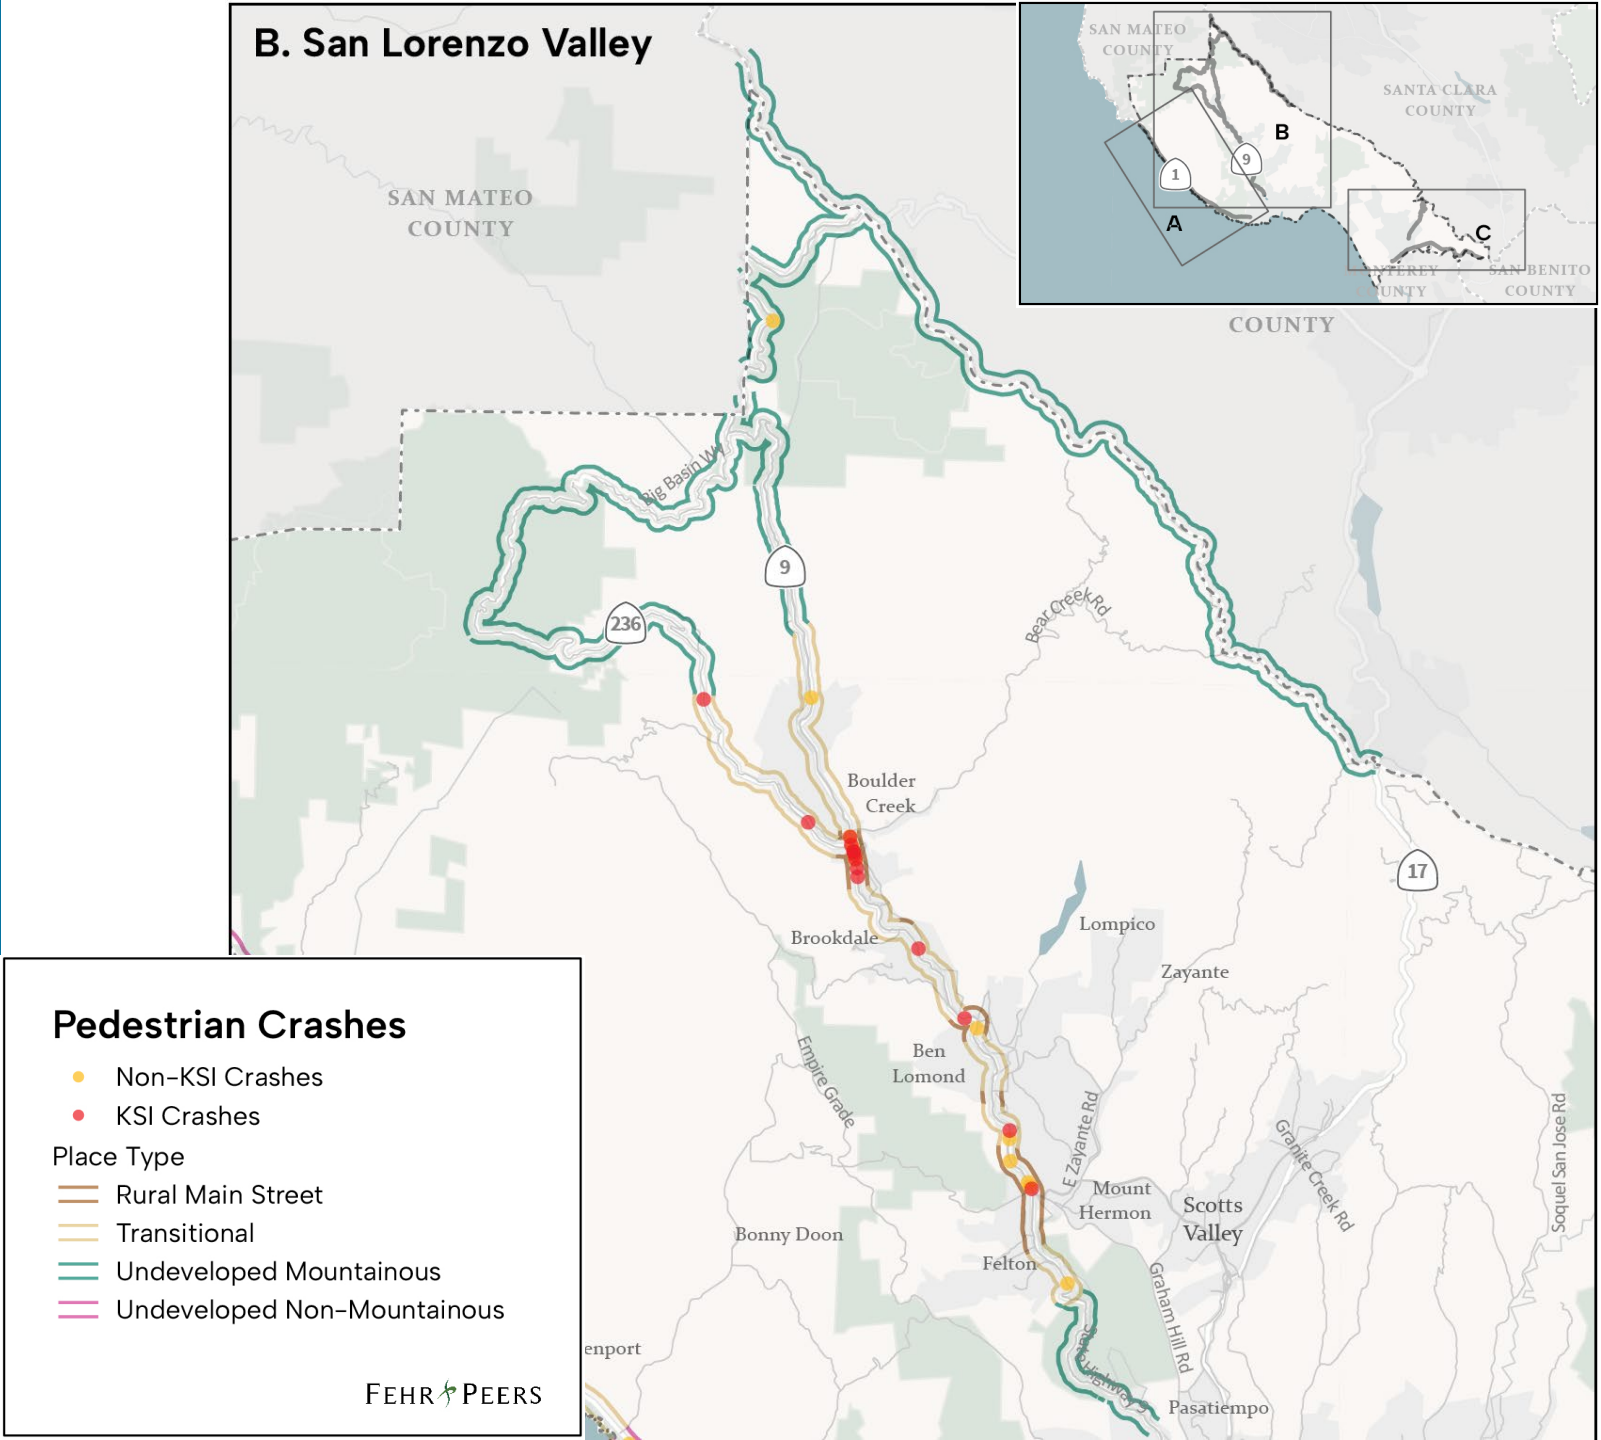 B. San Lorenzo Valley
SAN MATEO
COUNTY
SANTA CLARA
COUNTY
B
9
1
A
C
COUNTY
SAN BENITO
COUNTY
SAN MATEO
COUNTY
COUNTY
Big Basin Wy
9
236
Bear Creek Rd
Boulder
Creek
17
Brookdale
Lompico
Zayante
Ben
Lomond
Empire Grade
E Zayante Rd
Granite Creek Rd
Soquel San Jose Rd
Mount
Hermon
Scotts
Valley
Bonny Doon
Felton
Graham Hill Rd
Highway 9
Pasatiempo
enport
Pedestrian Crashes
Non-KSI Crashes
KSI Crashes
Place Type
Rural Main Street
Transitional
Undeveloped Mountainous
Undeveloped Non-Mountainous
FEHR PEERS